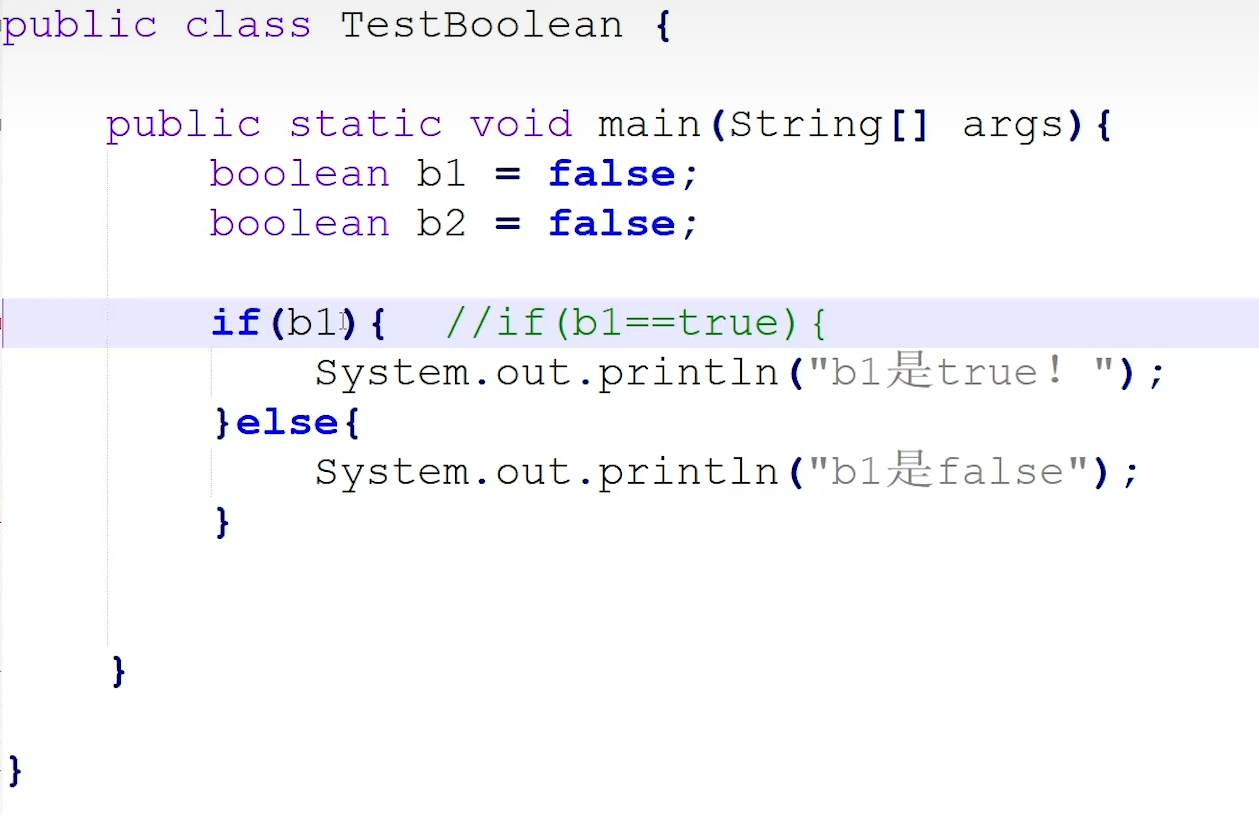 public class TestBoolean {
public static void main(String[] args){
boolean b1 = false;
boolean b2 = false;
if(b1){ //if(b1==true){
System.out.println("b1是true！");
}else{
System.out.println("b1是false");
}
}
}